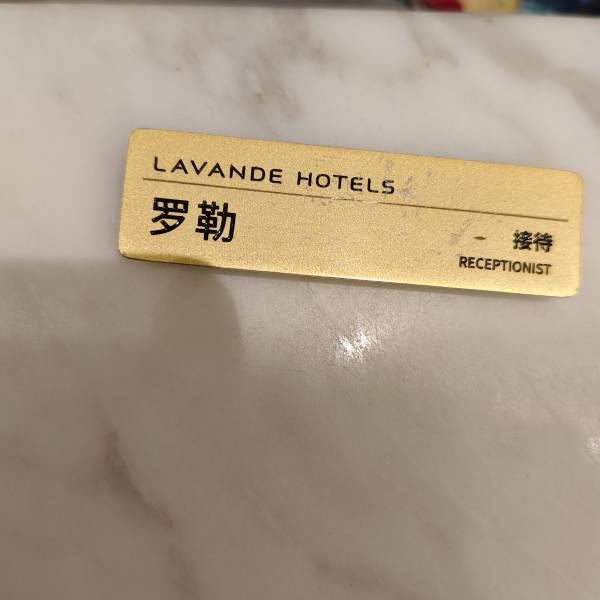 LAVANDE HOTELS
罗勒
接待
RECEPTIONIST